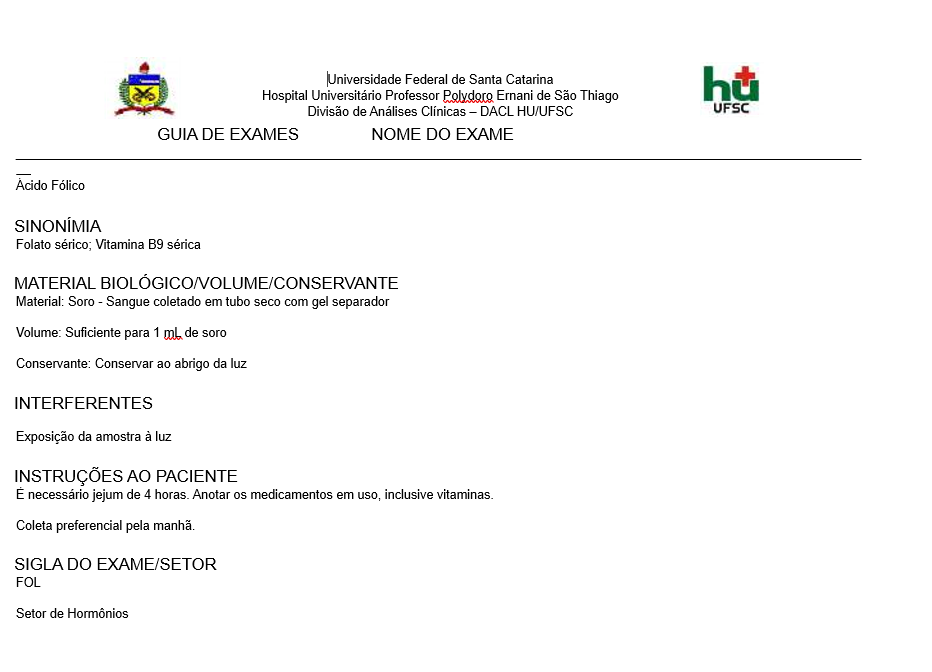 Universidade Federal de Santa Catarina
Hospital Universitário Professor Polydoro Ernani de São Thiago
Divisão de Análises Clínicas – DACL HU/UFSC
hu
UFSC
GUIA DE EXAMES NOME DO EXAME
Ácido Fólico
SINONÍMIA
Folato sérico; Vitamina B9 sérica
MATERIAL BIOLÓGICO/VOLUME/CONSERVANTE
Material: Soro - Sangue coletado em tubo seco com gel separador
Volume: Suficiente para 1 mL de soro
Conservante: Conservar ao abrigo da luz
INTERFERENTES
Exposição da amostra à luz
INSTRUÇÕES AO PACIENTE
É necessário jejum de 4 horas. Anotar os medicamentos em uso, inclusive vitaminas.
Coleta preferencial pela manhã.
SIGLA DO EXAME/SETOR
FOL
Setor de Hormônios